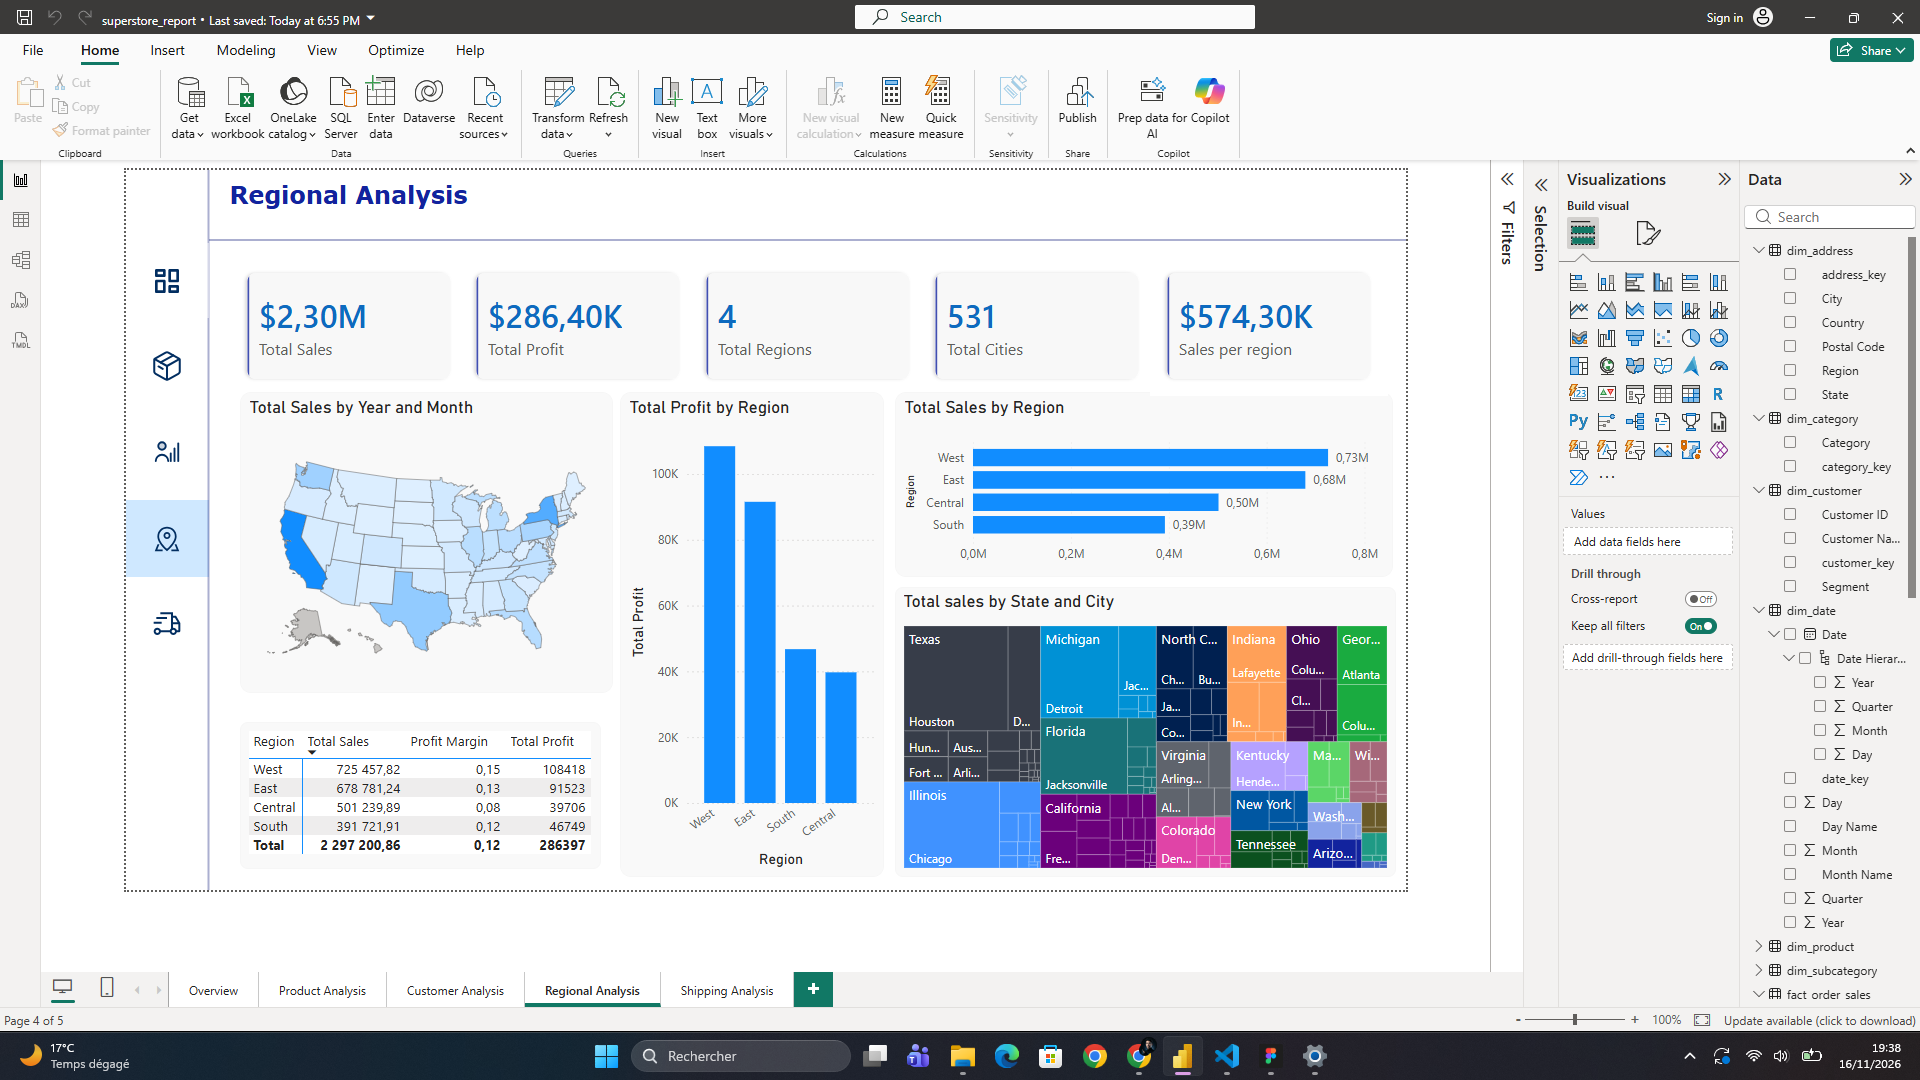 superstore_report • Last saved: Today at 6:55 PM
Search
Sign in
File
Home
Insert
Modeling
View
Optimize
Help
Share
Paste
Cut
Copy
Format painter
Clipboard
Get data
Excel workbook
OneLake catalog
SQL Server
Enter data
Dataverse
Recent sources
Data
Transform data
Refresh
Queries
New visual
Text box
More visuals
Insert
New visual calculation
New measure
Quick measure
Calculations
Sensitivity
Sensitivity
Publish
Share
Prep data for AI
Copilot
Copilot
Regional Analysis
$2,30M
Total Sales
$286,40K
Total Profit
4
Total Regions
531
Total Cities
$574,30K
Sales per region
Total Sales by Year and Month
Region Total Sales Profit Margin Total Profit
West 725 457,82 0,15 108418
East 678 781,24 0,13 91523
Central 501 239,89 0,08 39706
South 391 721,91 0,12 46749
Total 2 297 200,86 0,12 286397
Total Profit by Region
Total Profit
100K
80K
60K
40K
20K
0K
West
East
South
Central
Region
Total Sales by Region
Region
West 0,73M
East 0,68M
Central 0,50M
South 0,39M
0,0M 0,2M 0,4M 0,6M 0,8M
Total sales by State and City
Texas
Houston
D...
Hun...
Aus...
Fort ...
Arli...
Illinois
Chicago
Michigan
Detroit
Jac...
Florida
Jacksonville
California
Fre...
North C...
Ch...
Bu...
Ja...
Co...
Virginia
Arling...
Al...
Colorado
Den...
Indiana
Lafayette
In...
Ohio
Colu...
Cl...
Geor...
Atlanta
Colu...
Kentucky
Hende...
Ma...
Wi...
New York
Wash...
Tennessee
Arizo...
Filters
Selection
Visualizations
Build visual
Values
Add data fields here
Drill through
Cross-report
Off
Keep all filters
On
Add drill-through fields here
Data
Search
dim_address
address_key
City
Country
Postal Code
Region
State
dim_category
Category
category_key
dim_customer
Customer ID
Customer Na...
customer_key
Segment
dim_date
Date
Date Hierar...
Year
Quarter
Month
Day
date_key
Day
Day Name
Month
Month Name
Quarter
Year
dim_product
dim_subcategory
fact order sales
Overview
Product Analysis
Customer Analysis
Regional Analysis
Shipping Analysis
Page 4 of 5
- + 100%
Update available (click to download)
17°C
Temps dégagé
Rechercher
19:38
16/11/2026
DAX
TMDL
R
Py
123